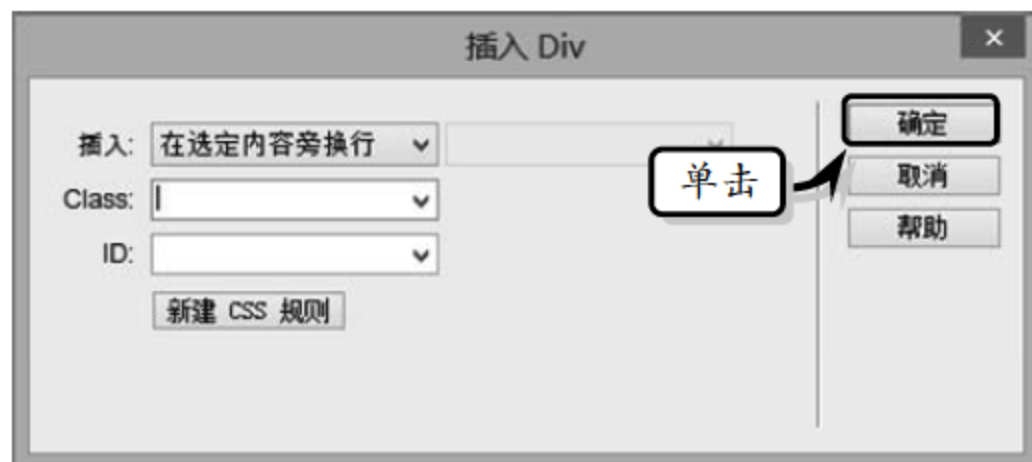 插入 Div
×
插入: 在选定内容旁换行
Class:
ID:
新建 CSS 规则
确定
取消
帮助
单击